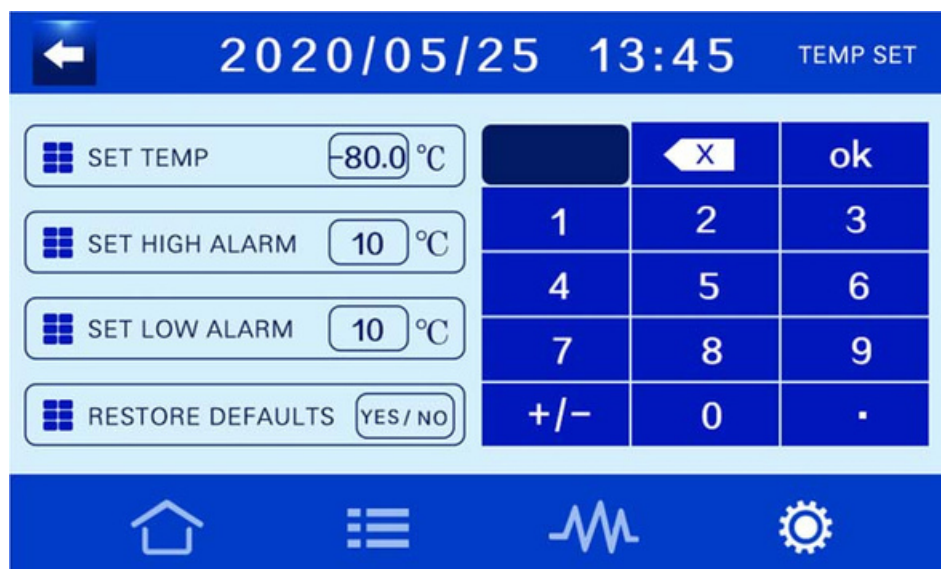 2020/05/25 13:45 TEMP SET
SET TEMP -80.0 °C
SET HIGH ALARM 10 °C
SET LOW ALARM 10 °C
RESTORE DEFAULTS YES/NO
X ok
1 2 3
4 5 6
7 8 9
+/- 0 .